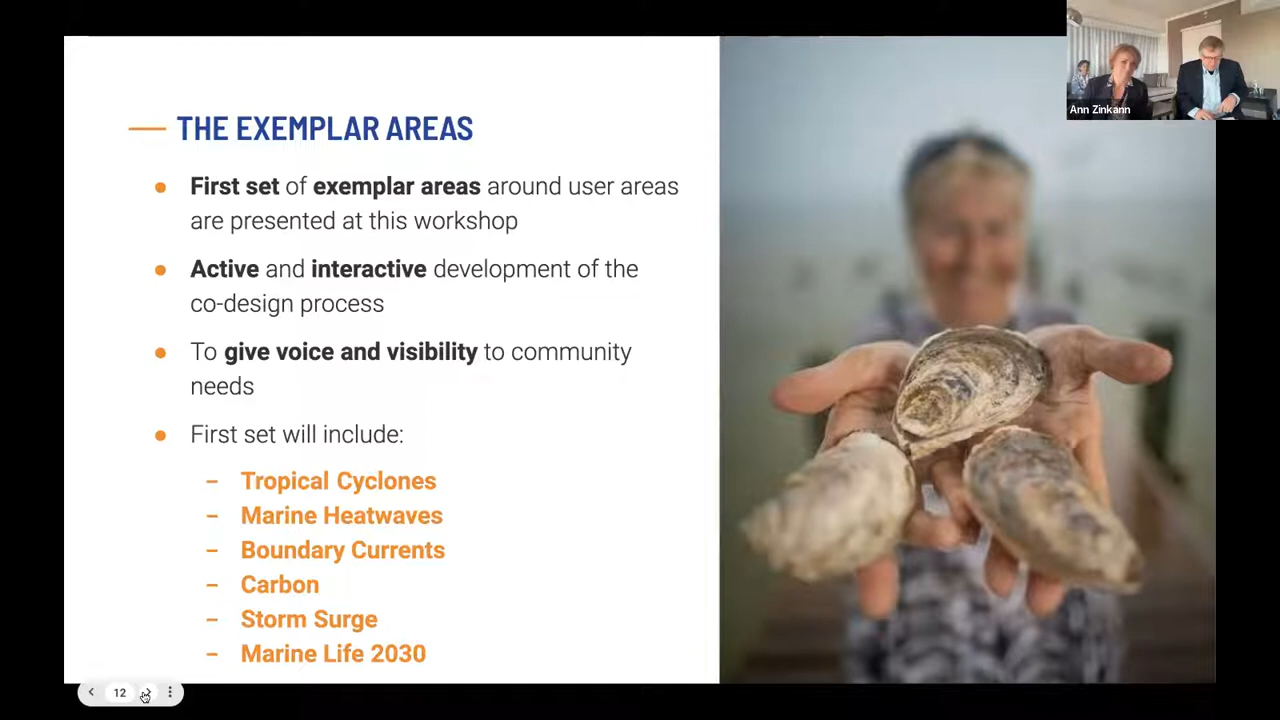 Ann Zinkann
THE EXEMPLAR AREAS
First set of exemplar areas around user areas
are presented at this workshop
Active and interactive development of the
co-design process
To give voice and visibility to community
needs
First set will include:
– Tropical Cyclones
– Marine Heatwaves
– Boundary Currents
– Carbon
– Storm Surge
– Marine Life 2030
12